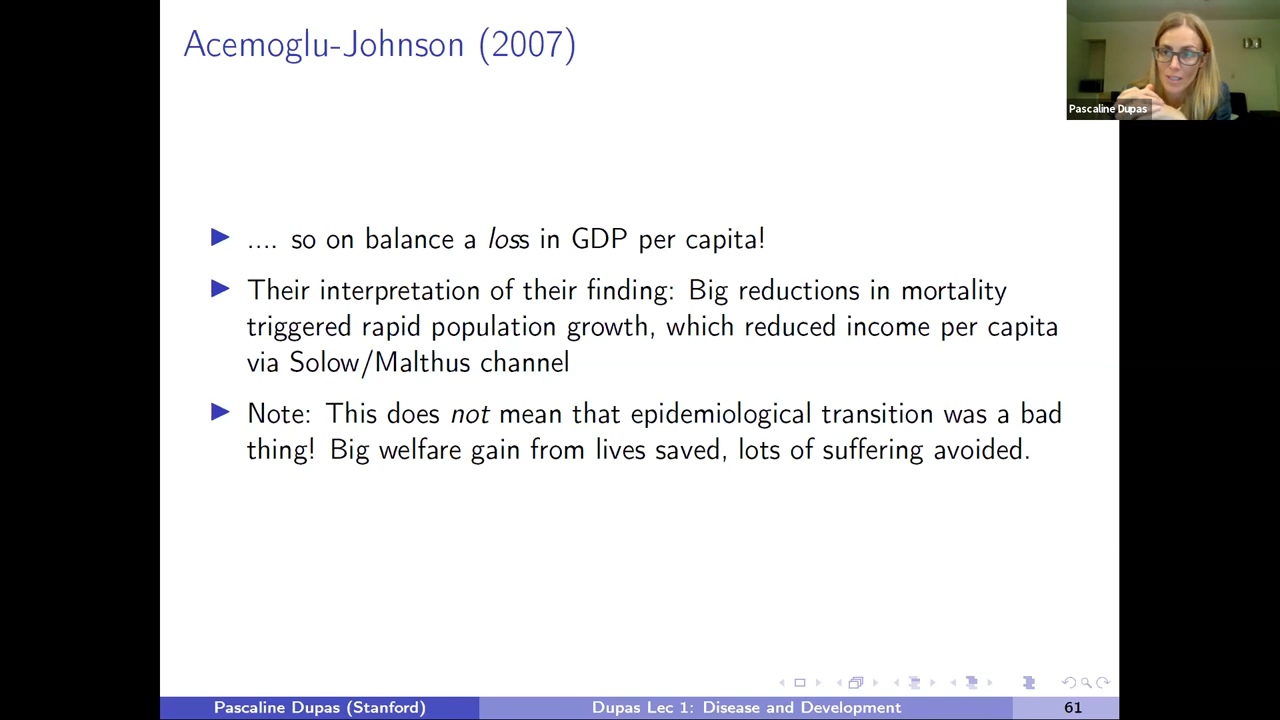 Acemoglu-Johnson (2007)
Pascaline Dupas
.... so on balance a loss in GDP per capita!
Their interpretation of their finding: Big reductions in mortality
triggered rapid population growth, which reduced income per capita
via Solow/Malthus channel
Note: This does not mean that epidemiological transition was a bad
thing! Big welfare gain from lives saved, lots of suffering avoided.
Pascaline Dupas (Stanford)
Dupas Lec 1: Disease and Development
61